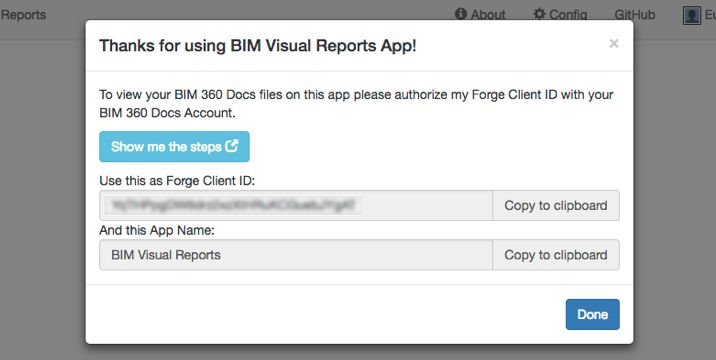 Reports
About
Config
GitHub
Thanks for using BIM Visual Reports App!
×
To view your BIM 360 Docs files on this app please authorize my Forge Client ID with your
BIM 360 Docs Account.
Show me the steps
Use this as Forge Client ID:
Copy to clipboard
And this App Name:
BIM Visual Reports
Copy to clipboard
Done